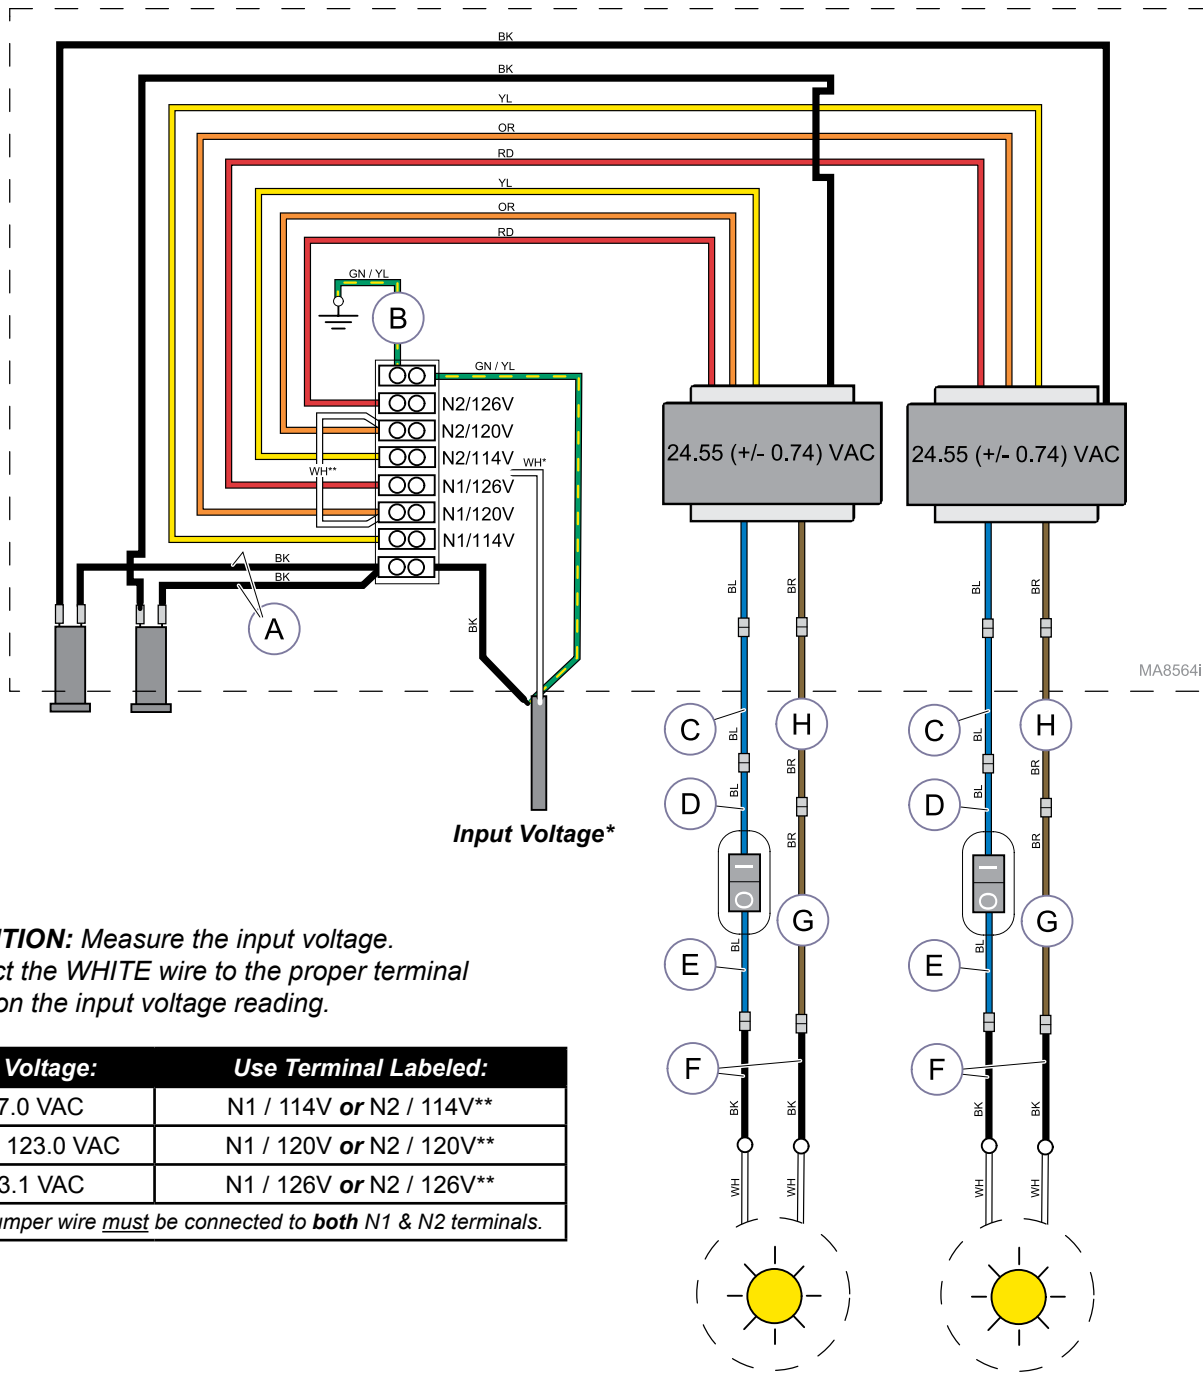 BK
BK
YL
OR
RD
YL
OR
RD
GN / YL
B
GN / YL
N2/126V
N2/120V
N2/114V
WH*
WH**
N1/126V
N1/120V
N1/114V
BK
BK
A
BK
24.55 (+/- 0.74) VAC
24.55 (+/- 0.74) VAC
BL
BR
BL
BR
MA8564i
C
H
C
H
BL
BL
BR
BR
D
BL
D
BL
BR
BR
Input Voltage*
G
G
BL
BL
E
E
F
F
BK
BK
BK
BK
WH
WH
WH
WH
TION: Measure the input voltage.
ct the WHITE wire to the proper terminal
on the input voltage reading.
Voltage: Use Terminal Labeled:
7.0 VAC N1 / 114V or N2 / 114V**
123.0 VAC N1 / 120V or N2 / 120V**
3.1 VAC N1 / 126V or N2 / 126V**
umper wire must be connected to both N1 & N2 terminals.